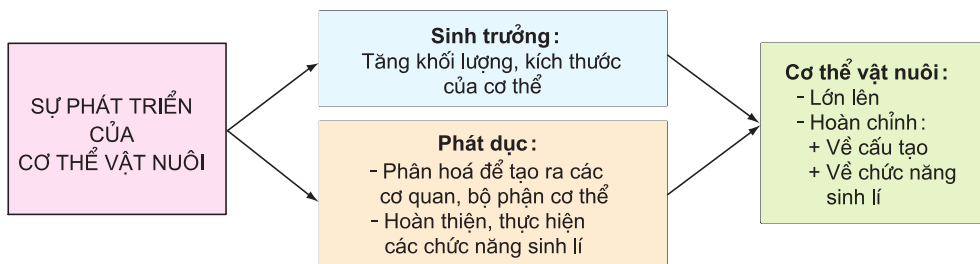 SỰ PHÁT TRIỂN
CỦA
CƠ THỂ VẬT NUÔI
Sinh trưởng:
Tăng khối lượng, kích thước
của cơ thể
Phát dục:
- Phân hoá để tạo ra các
cơ quan, bộ phận cơ thể
- Hoàn thiện, thực hiện
các chức năng sinh lí
Cơ thể vật nuôi:
- Lớn lên
- Hoàn chỉnh:
+ Về cấu tạo
+ Về chức năng
sinh lí